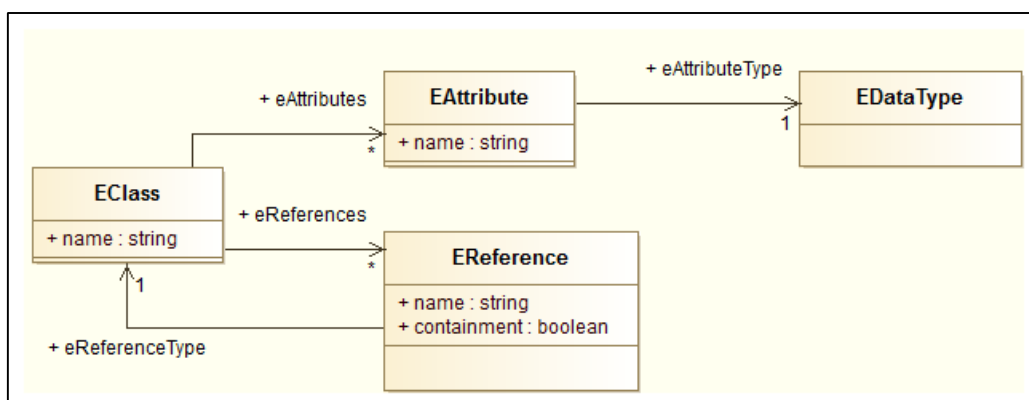 + eAttributeType
EAttribute
EDataType
+ eAttributes
1
+ name : string
*
EClass
+ eReferences
+ name : string
*
EReference
1
+ name : string
+ containment : boolean
+ eReferenceType